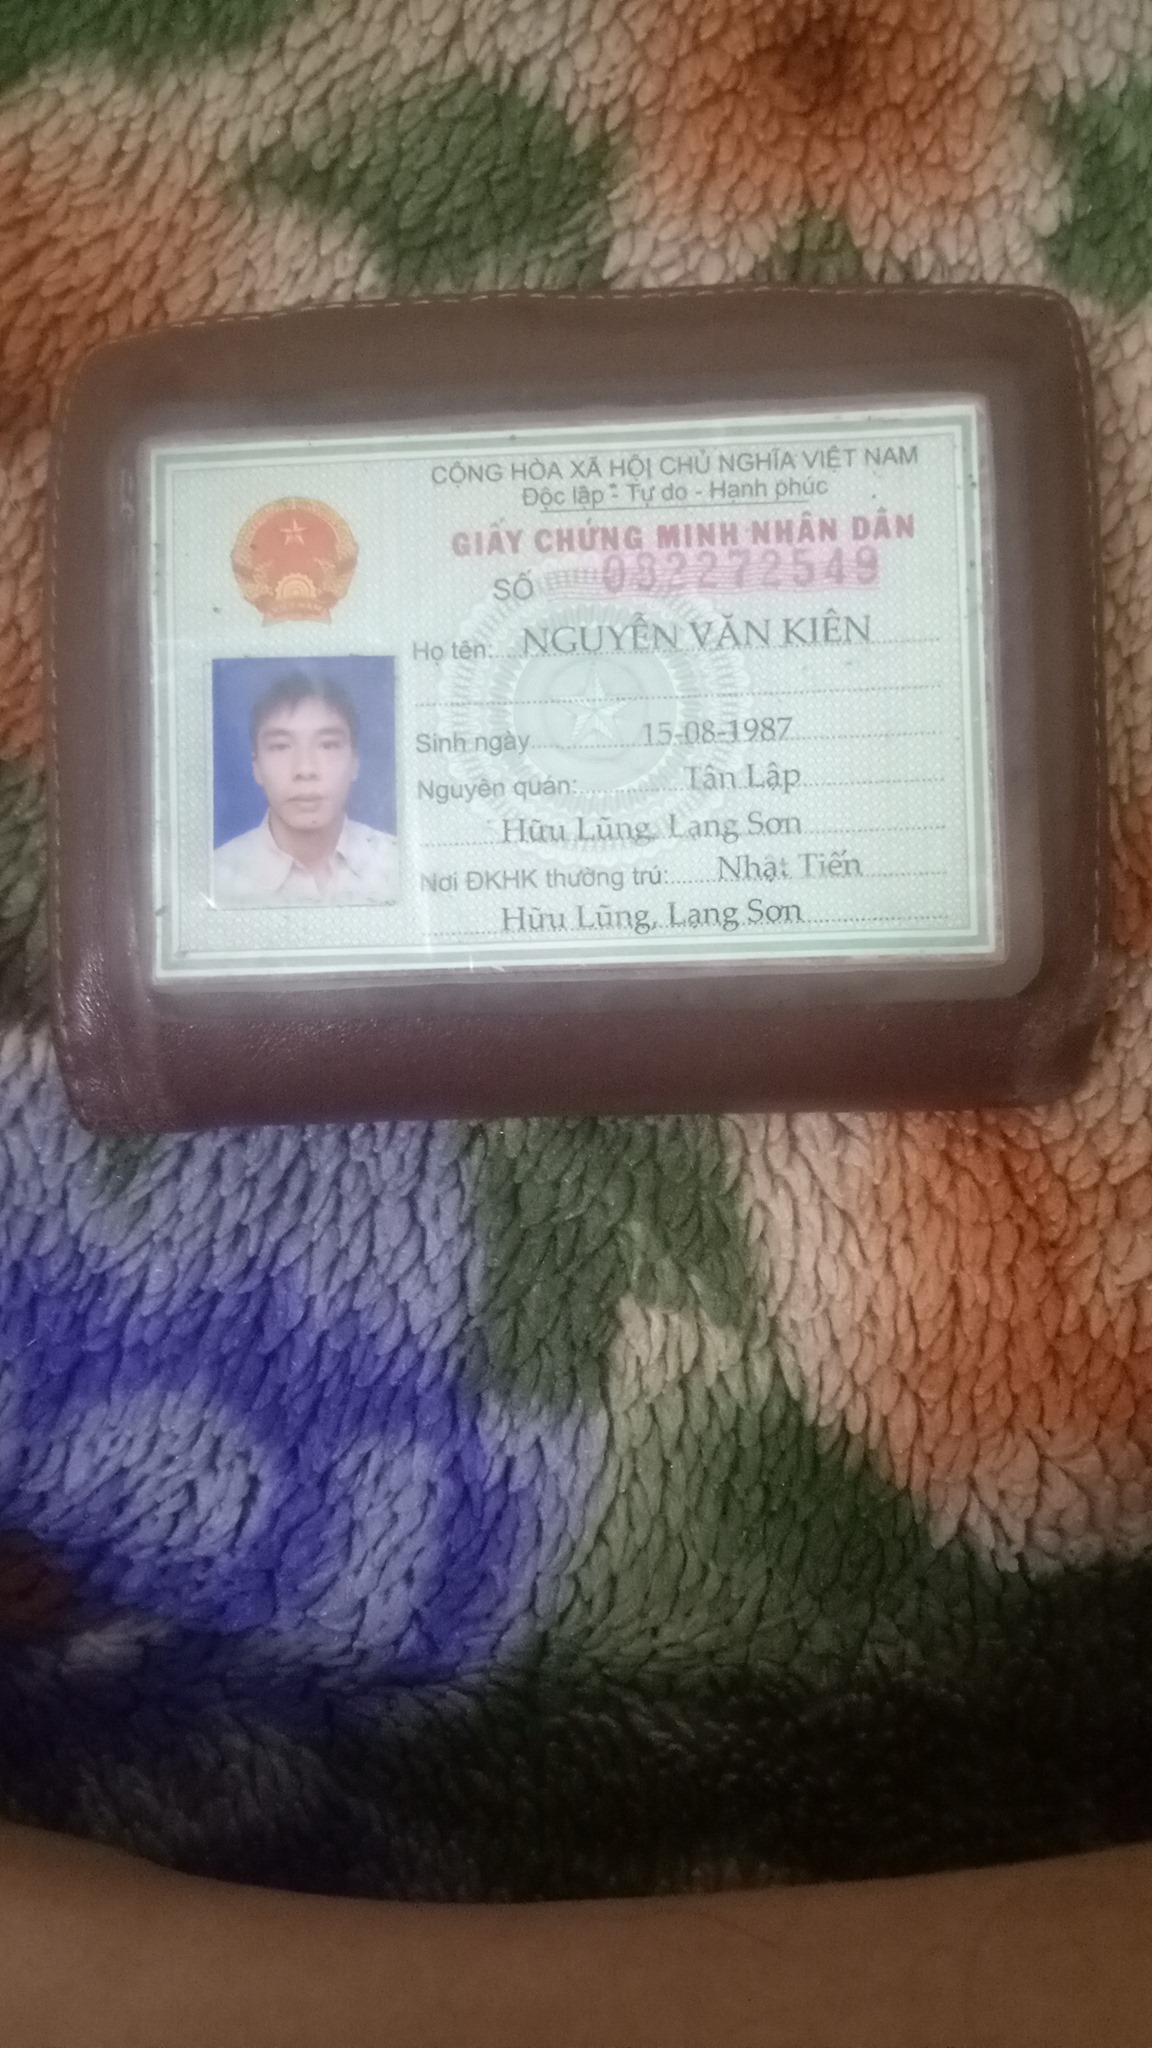 CỘNG HÒA XÃ HỘI CHỦ NGHĨA VIỆT NAM
Độc lập - Tự do - Hạnh phúc
GIẤY CHỨNG MINH NHÂN DÂN
SỐ 082272549
Họ tên: NGUYỄN VĂN KIÊN
Sinh ngày 15-08-1987
Nguyên quán: Tân Lập
Hữu Lũng, Lạng Sơn
Nơi ĐKHK thường trú: Nhật Tiến
Hữu Lũng, Lạng Sơn